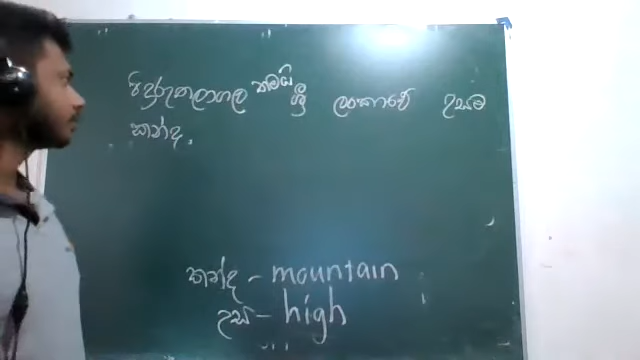 පිදුරුතලාගල තමයි ශ්‍රී ලංකාවේ උසම
කන්ද.
කන්ද - mountain
උස - high